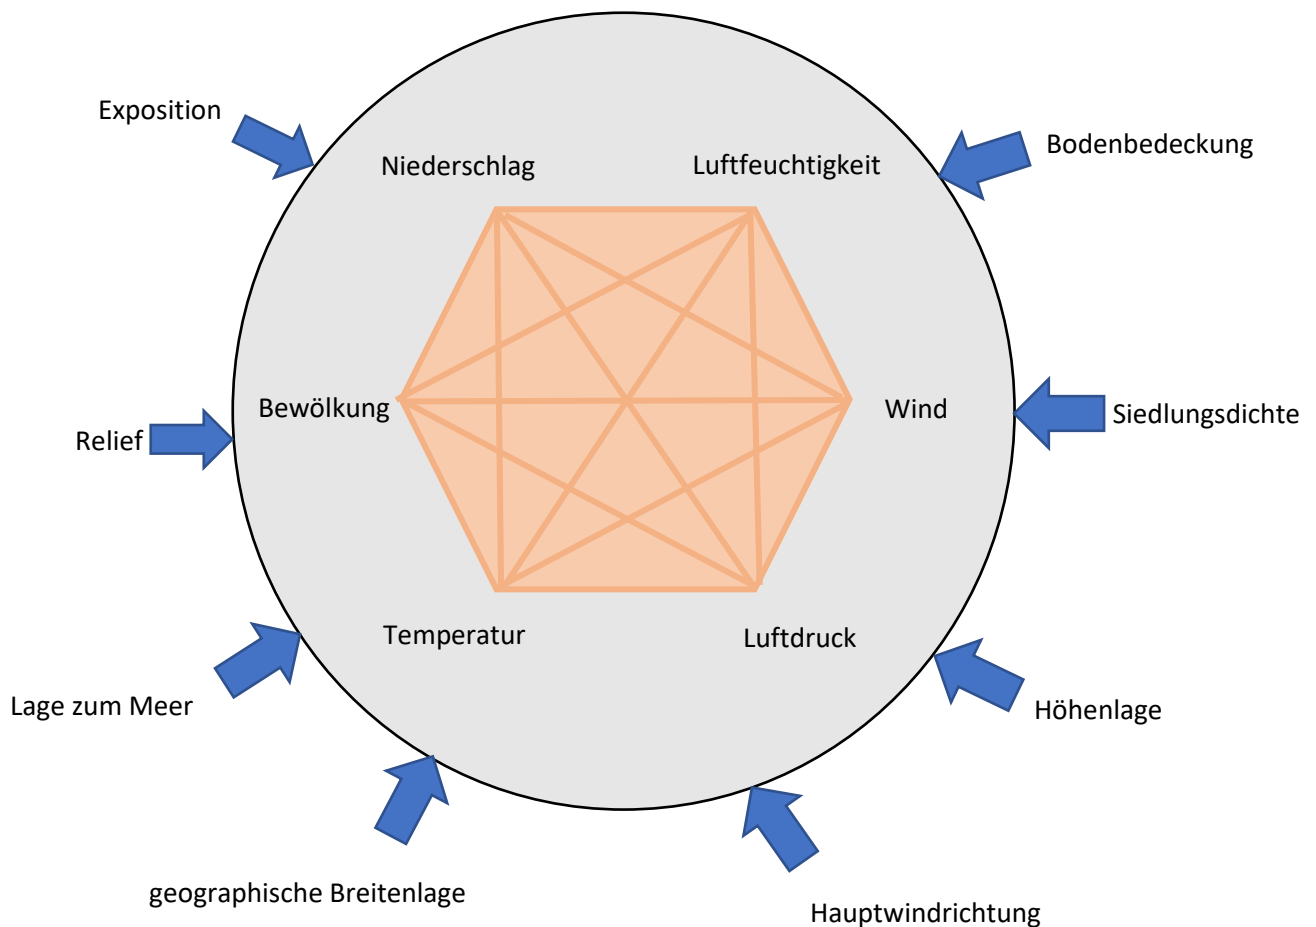 Exposition
Bodenbedeckung
Niederschlag
Luftfeuchtigkeit
Bewölkung
Wind
Siedlungsdichte
Relief
Temperatur
Luftdruck
Lage zum Meer
Höhenlage
geographische Breitenlage
Hauptwindrichtung